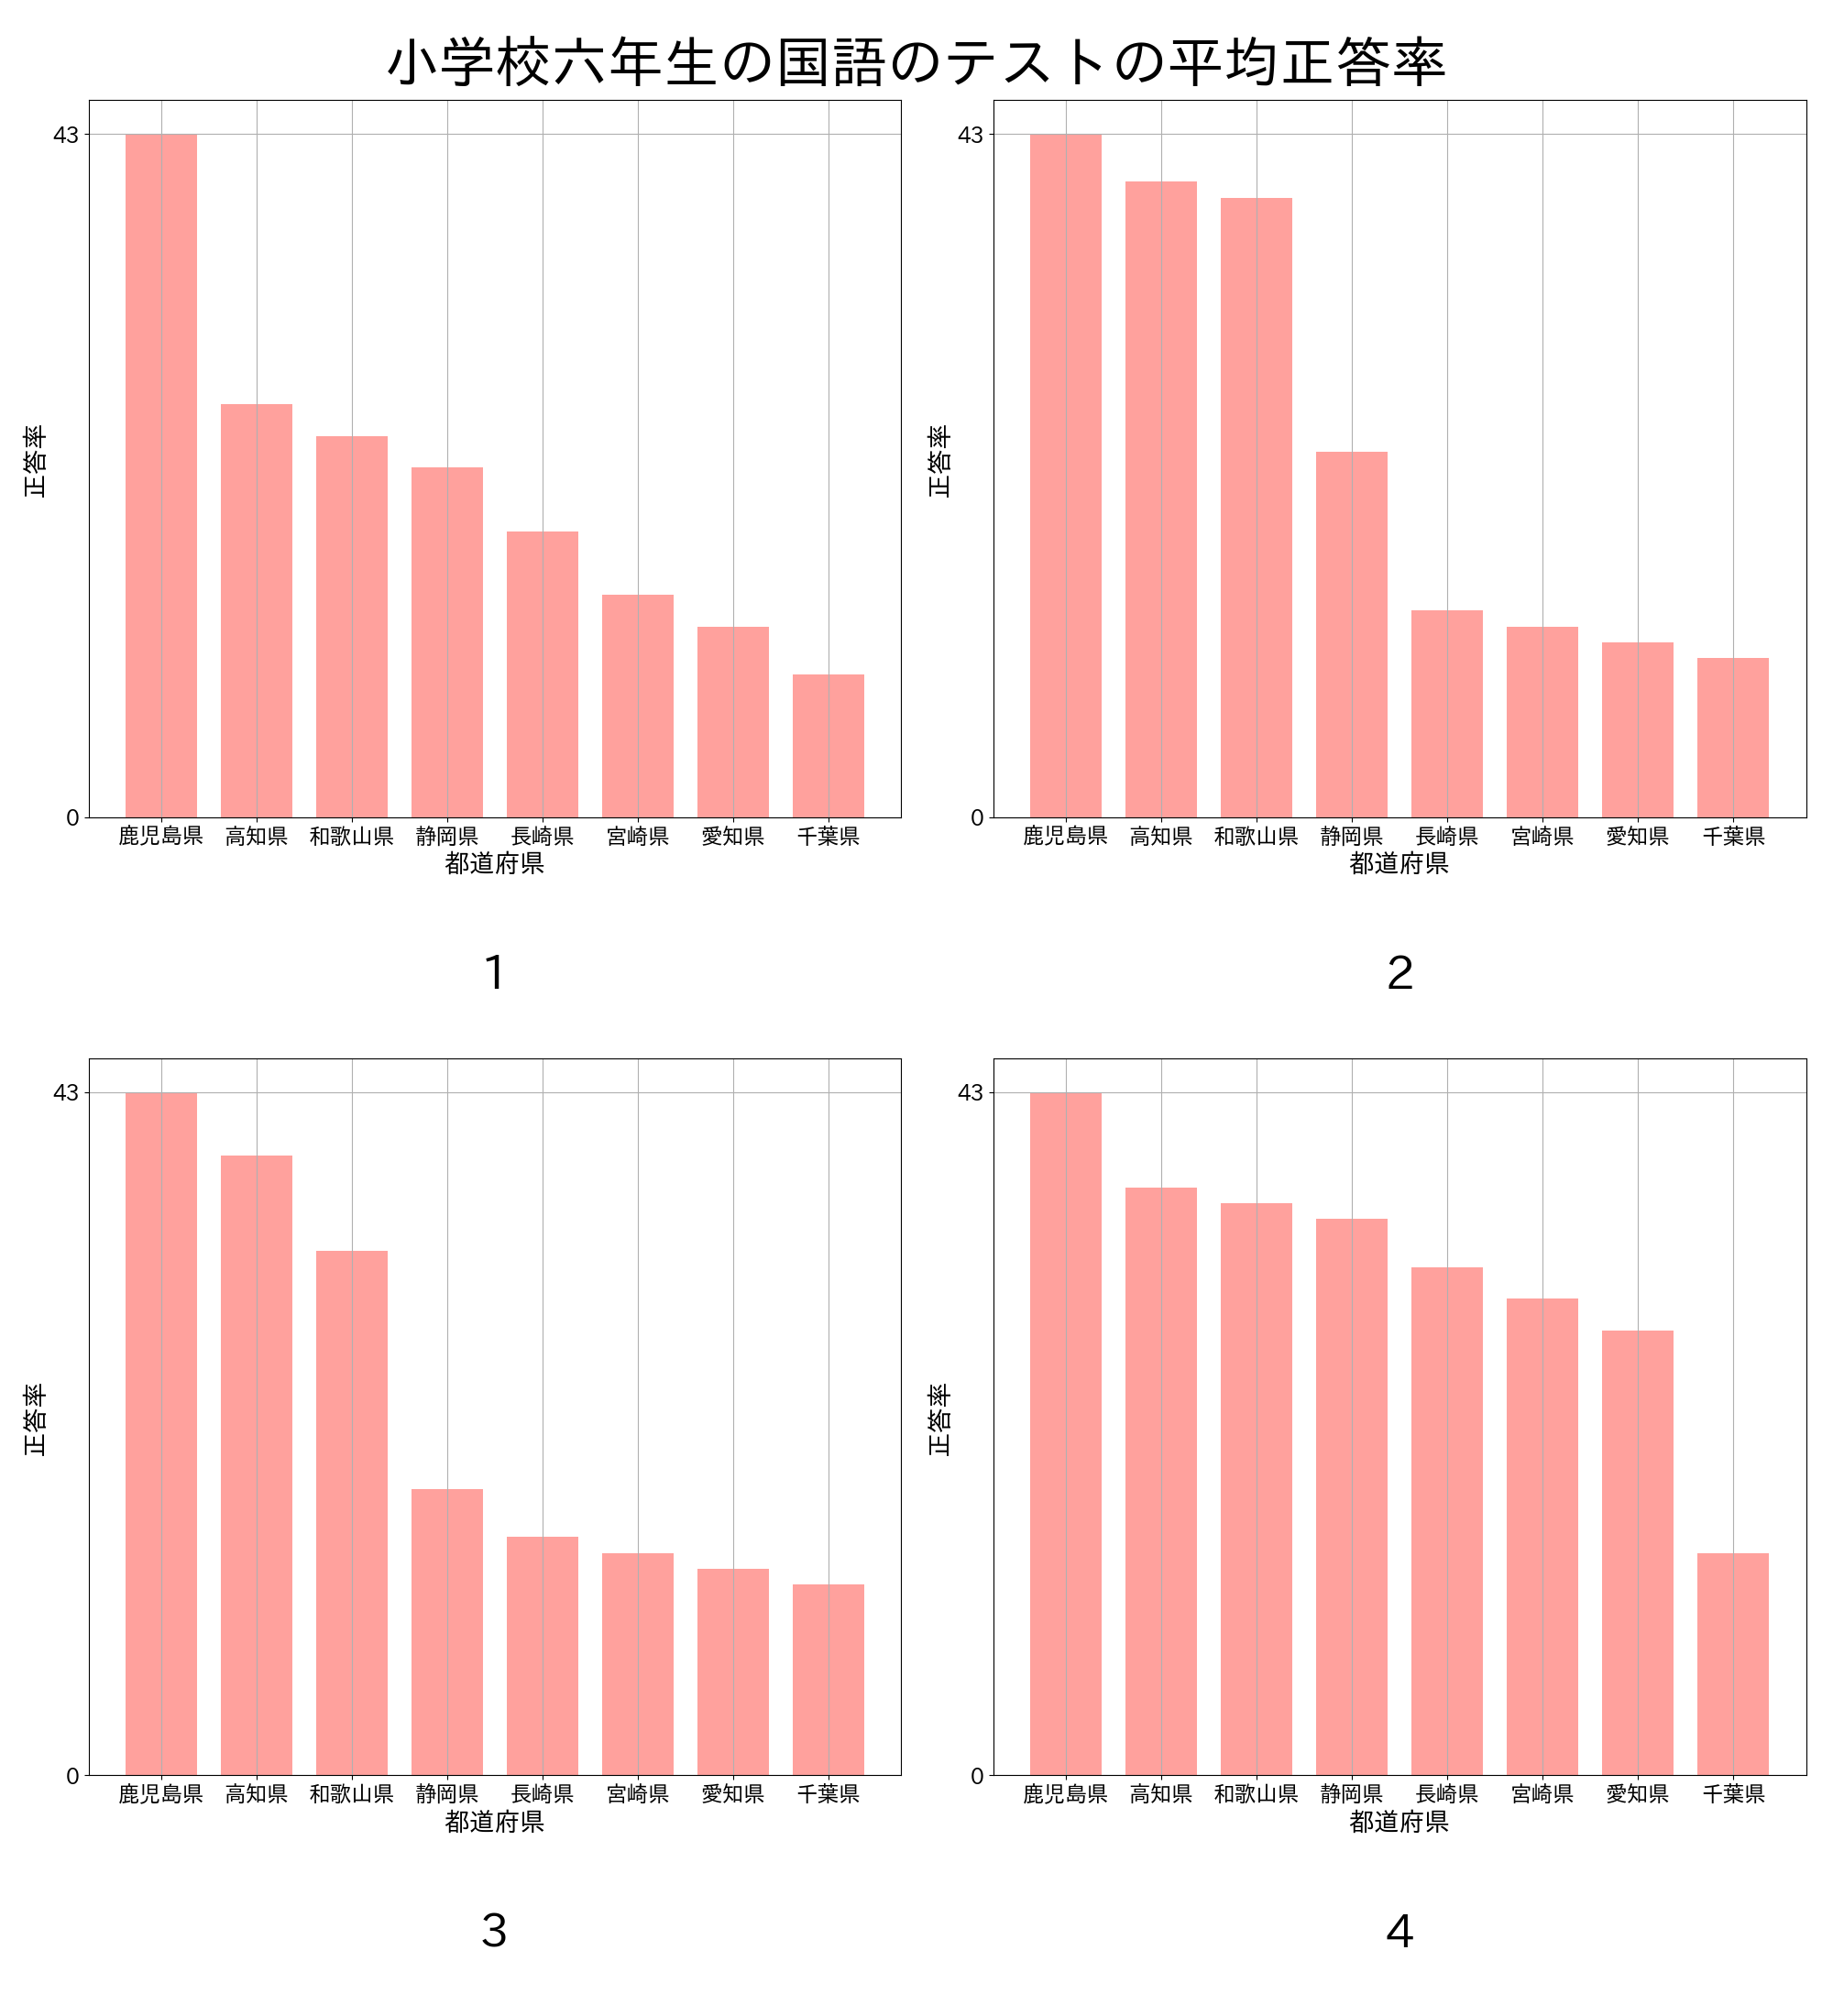 小学校六年生の国語のテストの平均正答率
43
0
正答率
鹿児島県 高知県 和歌山県 静岡県 長崎県 宮崎県 愛知県 千葉県
都道府県
1
43
0
正答率
鹿児島県 高知県 和歌山県 静岡県 長崎県 宮崎県 愛知県 千葉県
都道府県
2
43
0
正答率
鹿児島県 高知県 和歌山県 静岡県 長崎県 宮崎県 愛知県 千葉県
都道府県
3
43
0
正答率
鹿児島県 高知県 和歌山県 静岡県 長崎県 宮崎県 愛知県 千葉県
都道府県
4